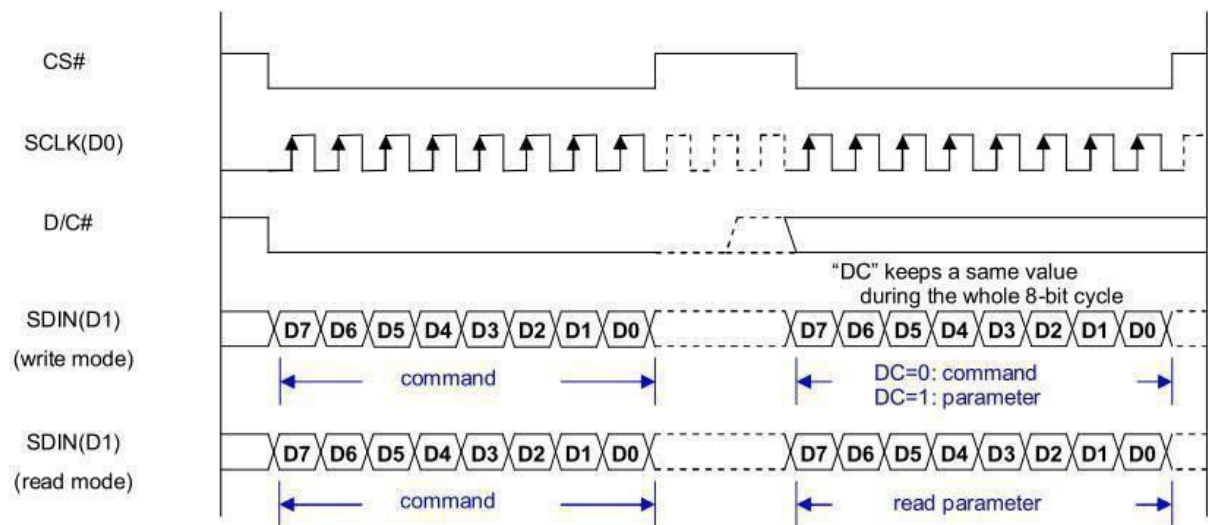 CS#
SCLK(D0)
D/C#
“DC” keeps a same value
during the whole 8-bit cycle
SDIN(D1)
(write mode)
D7 D6 D5 D4 D3 D2 D1 D0
D7 D6 D5 D4 D3 D2 D1 D0
command
DC=0: command
DC=1: parameter
SDIN(D1)
(read mode)
D7 D6 D5 D4 D3 D2 D1 D0
D7 D6 D5 D4 D3 D2 D1 D0
command
read parameter